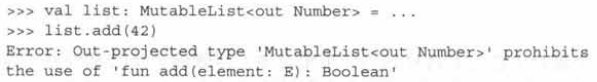 >>> val list: MutableList<out Number> = ...
>>> list.add(42)
Error: Out-projected type 'MutableList<out Number>' prohibits
the use of 'fun add(element: E): Boolean'